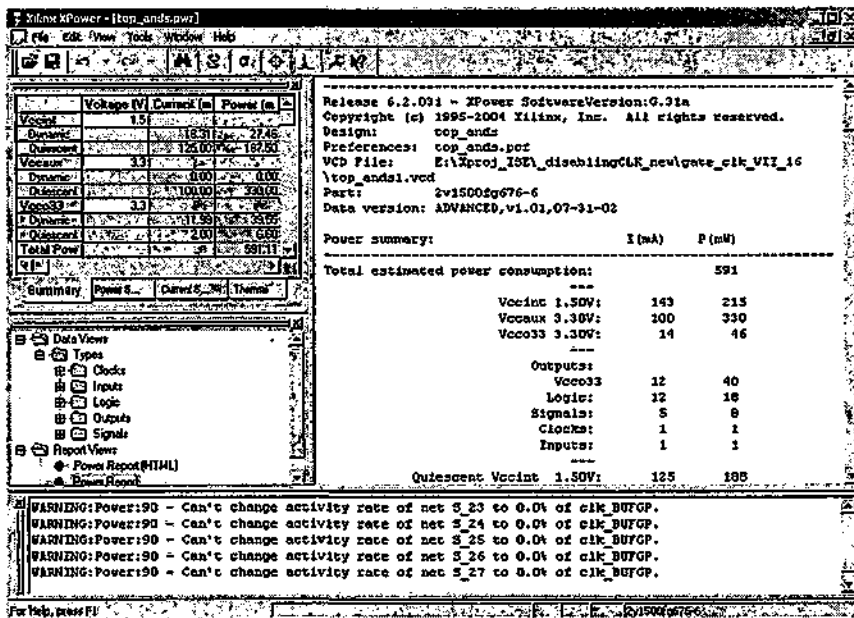 Xilinx XPower - [top_ands.pwr]
File Edit View Tools Window Help
Voltage (V) Current (m Power (m
Vccint 1.5
Dynamic 18.31 27.46
Quiescent 125.00 187.50
Vccaux 3.3
Dynamic 0.00 0.00
Quiescent 100.00 330.00
Vcco33 3.3
Dynamic 11.99 39.55
Quiescent 2.00 6.60
Total Pow 591.11
Summary Power S... Current S... Thermal
Data Views
Types
Clocks
Inputs
Logic
Outputs
Signals
Report Views
Power Report(HTML)
Power Report
Release 6.2.03i - XPower SoftwareVersion:G.31a
Copyright (c) 1995-2004 Xilinx, Inc. All rights reserved.
Design: top_ands
Preferences: top_ands.pcf
VCD File: E:\Xproj_ISE\_disablingCLK_new\gate_clk_VII_16
\top_ands1.vcd
Part: 2v1500fg676-6
Data version: ADVANCED,v1.01,07-31-02
Power summary: I(mA) P(mW)
Total estimated power consumption: 591
---
Vccint 1.50V: 143 215
Vccaux 3.30V: 100 330
Vcco33 3.30V: 14 46
---
Outputs:
Vcco33 12 40
Logic: 12 18
Signals: 5 8
Clocks: 1 1
Inputs: 1 1
---
Quiescent Vccint 1.50V: 125 188
WARNING:Power:90 - Can't change activity rate of net S_23 to 0.0% of clk_BUFGP.
WARNING:Power:90 - Can't change activity rate of net S_24 to 0.0% of clk_BUFGP.
WARNING:Power:90 - Can't change activity rate of net S_25 to 0.0% of clk_BUFGP.
WARNING:Power:90 - Can't change activity rate of net S_26 to 0.0% of clk_BUFGP.
WARNING:Power:90 - Can't change activity rate of net S_27 to 0.0% of clk_BUFGP.
For Help, press F1
2v1500fg676-6